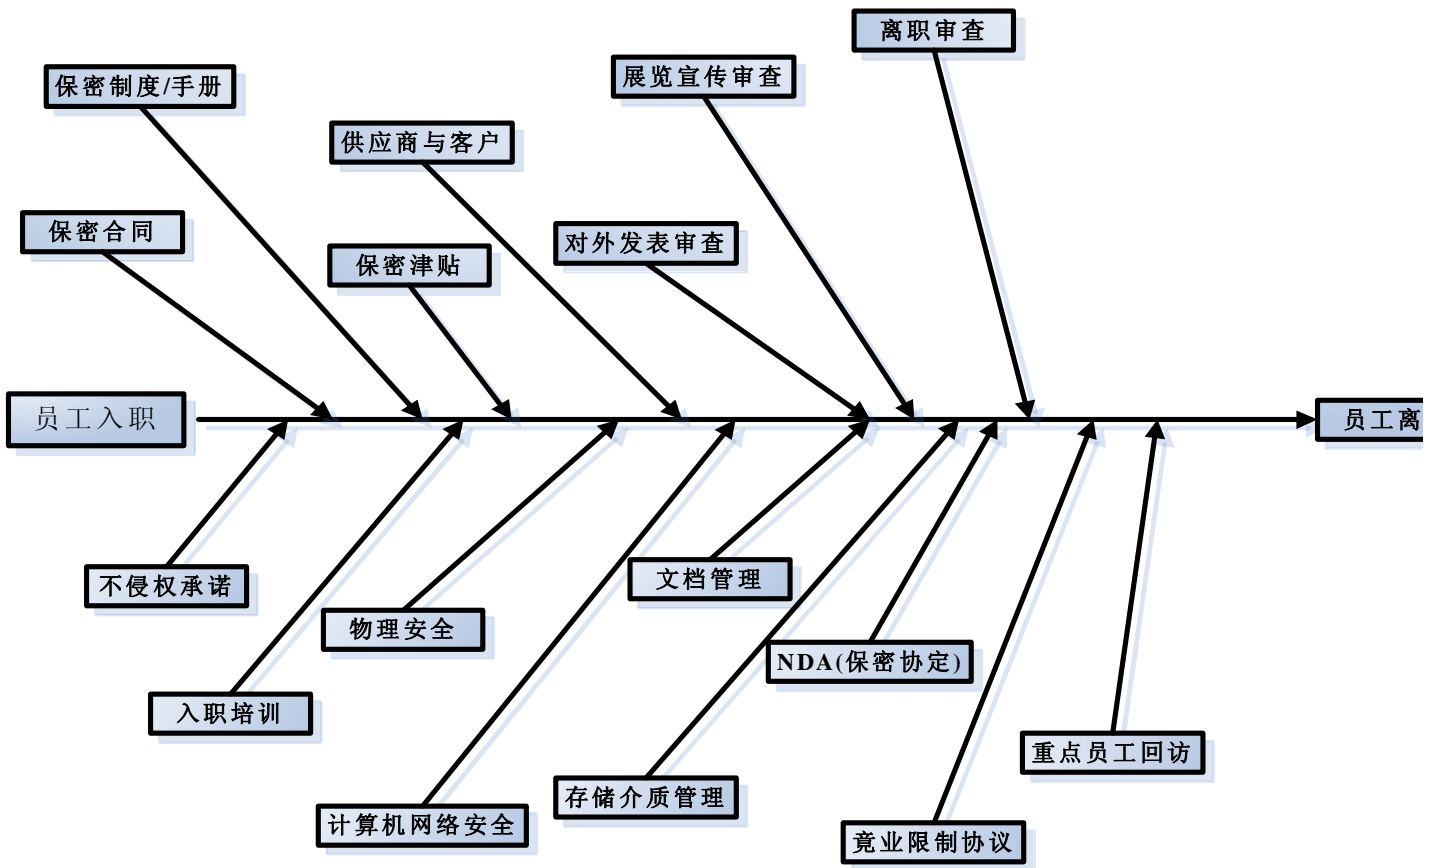 离职审查
展览宣传审查
保密制度/手册
供应商与客户
保密合同
对外发表审查
保密津贴
员工入职
员工离
不侵权承诺
文档管理
物理安全
NDA(保密协定)
入职培训
重点员工回访
存储介质管理
计算机网络安全
竟业限制协议